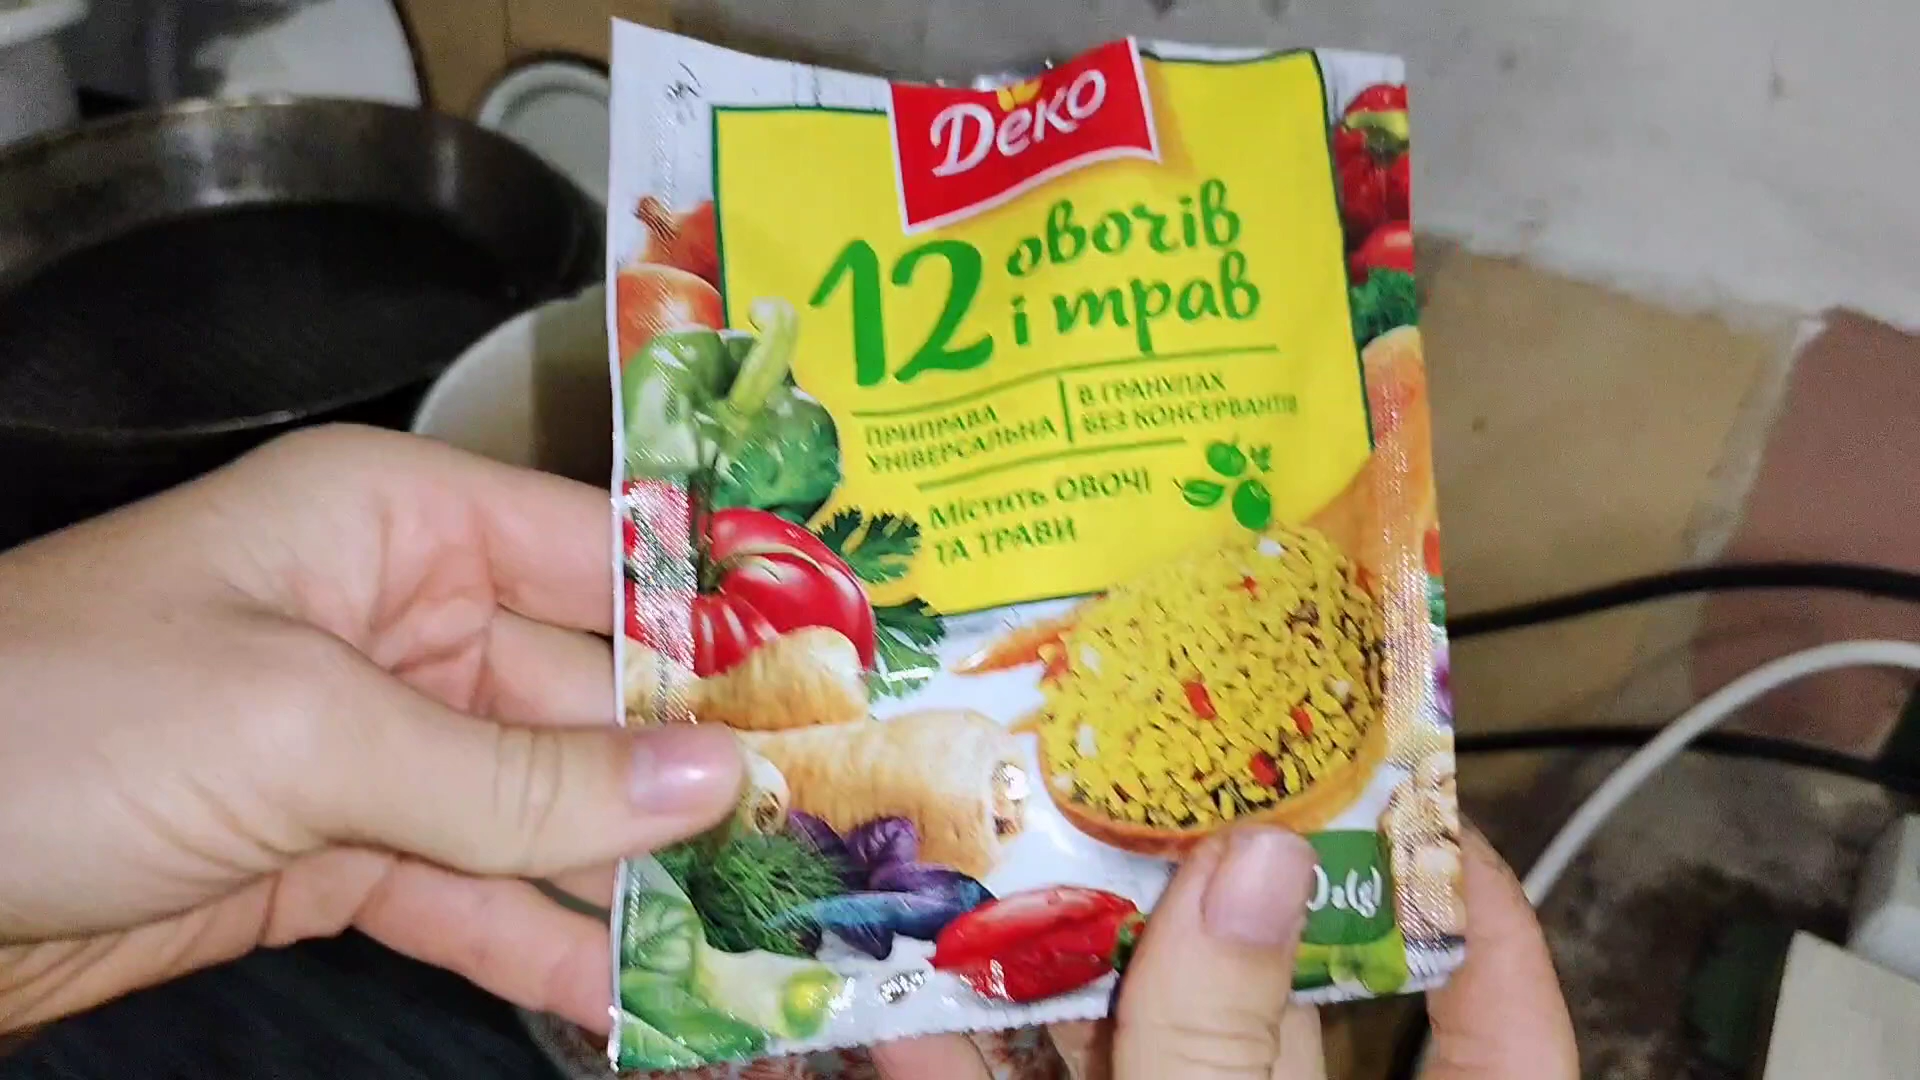 Деко
12 овочів
і трав
ПРИПРАВА
УНІВЕРСАЛЬНА
В ГРАНУЛАХ
БЕЗ КОНСЕРВАНТІВ
Містить ОВОЧІ
ТА ТРАВИ
г(g)